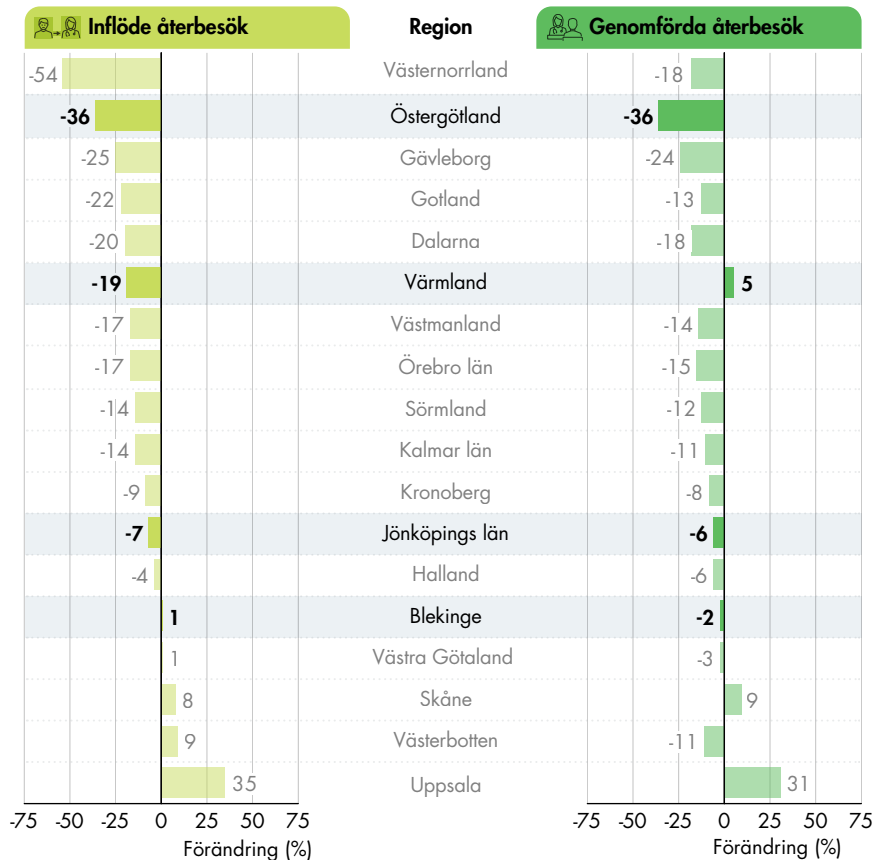 Inflöde återbesök Region Genomförda återbesök
-54 Västernorrland -18
-36 Östergötland -36
-25 Gävleborg -24
-22 Gotland -13
-20 Dalarna -18
-19 Värmland 5
-17 Västmanland -14
-17 Örebro län -15
-14 Sörmland -12
-14 Kalmar län -11
-9 Kronoberg -8
-7 Jönköpings län -6
-4 Halland -6
1 Blekinge -2
1 Västra Götaland -3
8 Skåne 9
9 Västerbotten -11
35 Uppsala 31
-75 -50 -25 0 25 50 75 -75 -50 -25 0 25 50 75
Förändring (%) Förändring (%)